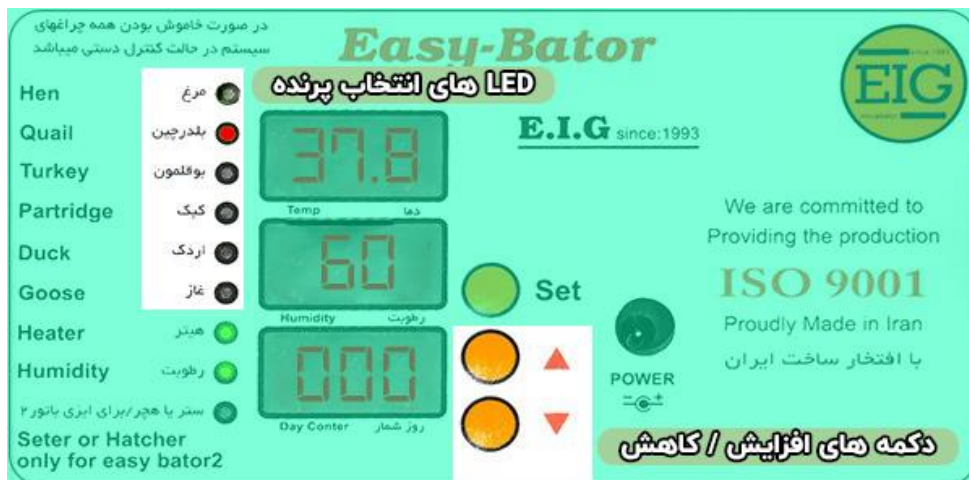 در صورت خاموش بودن همه چراغهای
سیستم در حالت کنترل دستی میباشد
Easy-Bator
EIG
LED های انتخاب پرنده
Hen
مرغ
Quail
بلدرچین
Turkey
بوقلمون
Partridge
کبک
Duck
اردک
Goose
غاز
Heater
هیتر
Humidity
رطوبت
ستر یا هچر/برای ایزی باتور۲
Seter or Hatcher
only for easy bator2
37.8
Temp
دما
60
Humidity
رطوبت
000
Day Conter
روز شمار
E.I.G since:1993
Set
POWER
We are committed to
Providing the production
ISO 9001
Proudly Made in Iran
با افتخار ساخت ایران
دکمه های افزایش / کاهش